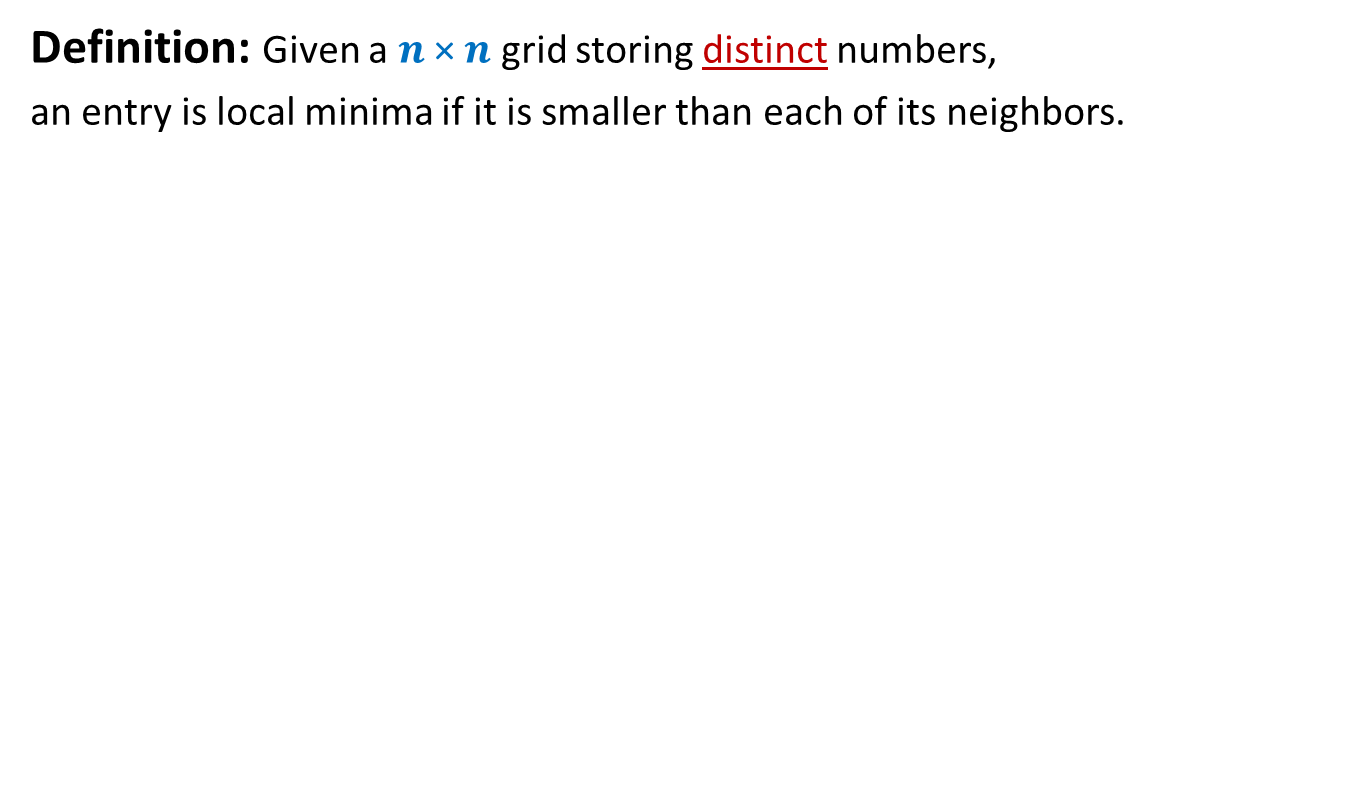 Definition: Given a n × n grid storing distinct numbers,
an entry is local minima if it is smaller than each of its neighbors.